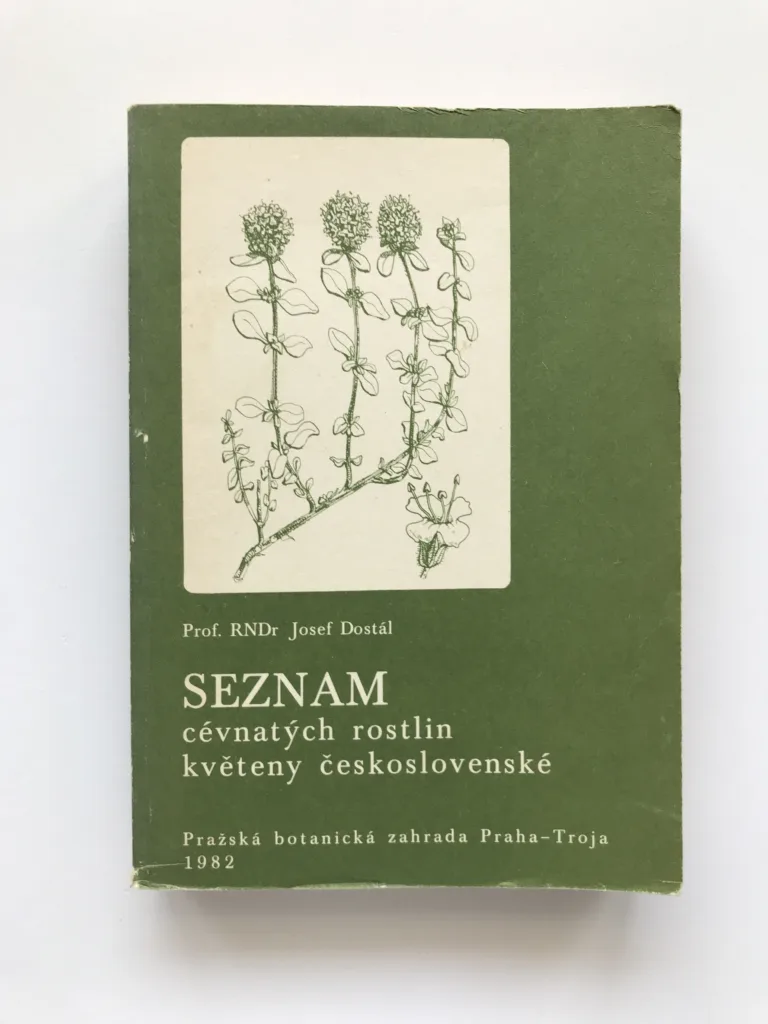 Prof. RNDr Josef Dostál
SEZNAM
cévnatých rostlin
květeny československé
Pražská botanická zahrada Praha-Troja
1982